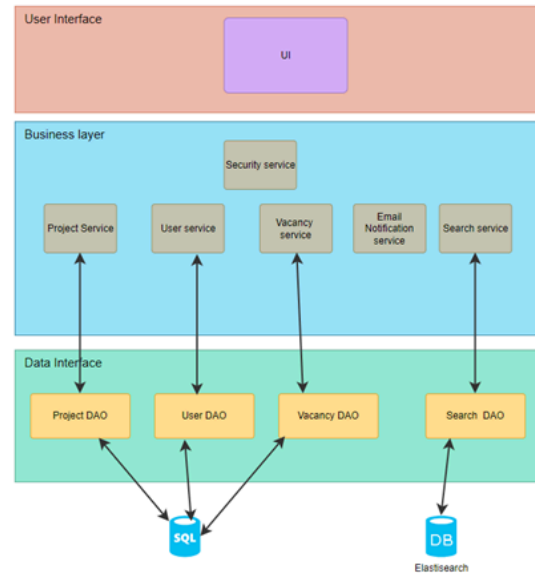 User Interface
UI
Business layer
Security service
Project Service
User service
Vacancy
service
Email
Notification
service
Search service
Data Interface
Project DAO
User DAO
Vacancy DAO
Search DAO
SQL
DB
Elastisearch